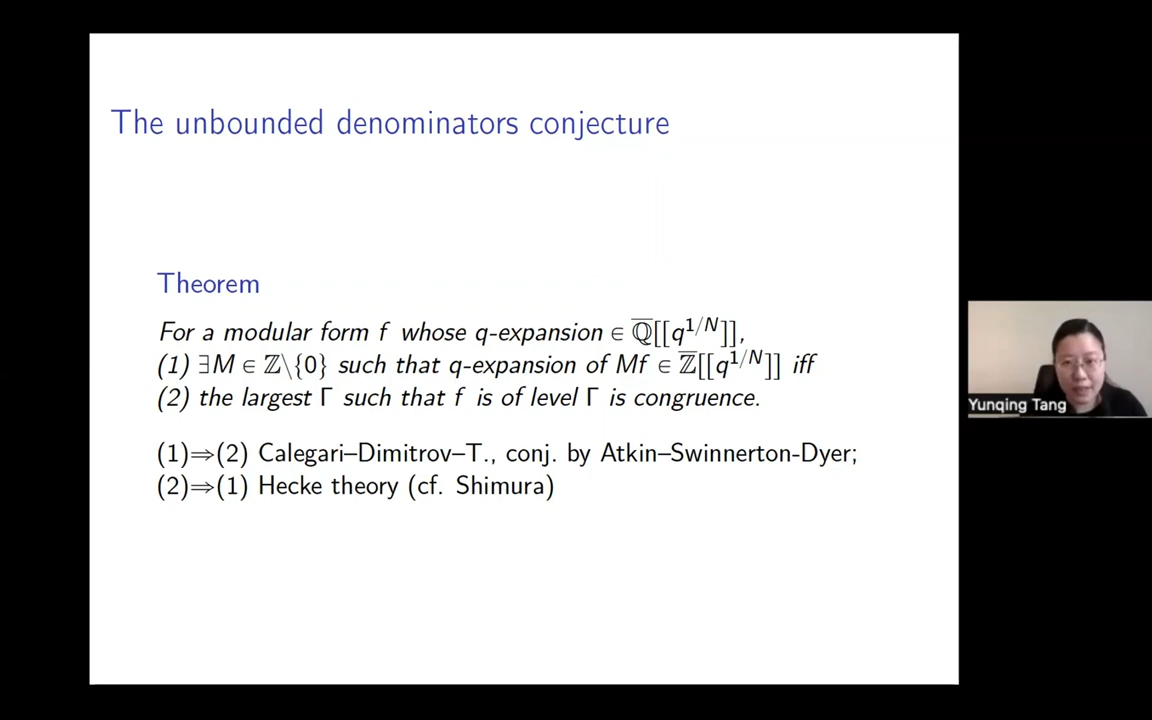 The unbounded denominators conjecture
Theorem
For a modular form f whose q-expansion ∈ ℚ̅[[q^{1/N}]],
(1) ∃M ∈ ℤ\{0} such that q-expansion of Mf ∈ ℤ̅[[q^{1/N}]] iff
(2) the largest Γ such that f is of level Γ is congruence.
(1)⇒(2) Calegari–Dimitrov–T., conj. by Atkin–Swinnerton-Dyer;
(2)⇒(1) Hecke theory (cf. Shimura)
Yunqing Tang